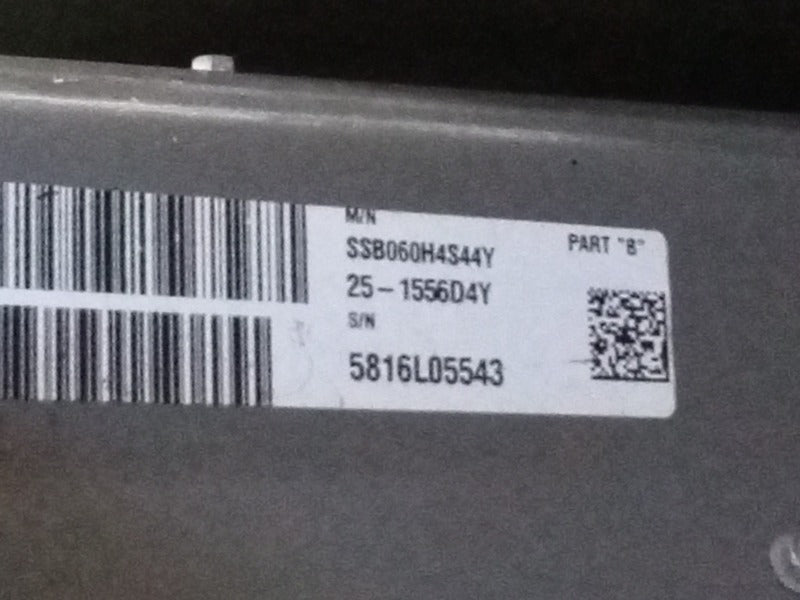 M/N
SSB060H4S44Y
PART "B"
25-1556D4Y
S/N
5816L05543